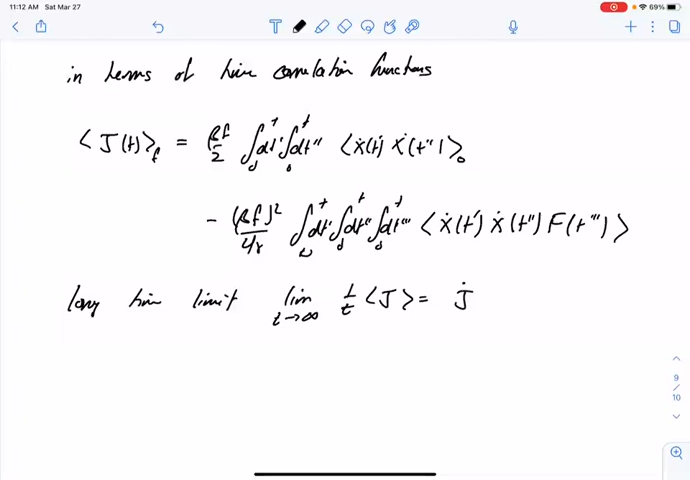 11:12 AM Sat Mar 27
69%
in terms of time correlation functions
⟨J(t)⟩_f = βf/2 ∫_0^t dt' ∫_0^t dt'' ⟨ẋ(t') ẋ(t'')⟩_0
- (βf)²/4γ ∫_0^t dt' ∫_0^t dt'' ∫_0^t dt''' ⟨ẋ(t') ẋ(t'') F(t''')⟩
long time limit lim_{t→∞} 1/t ⟨J⟩ = J̇
9
/
10